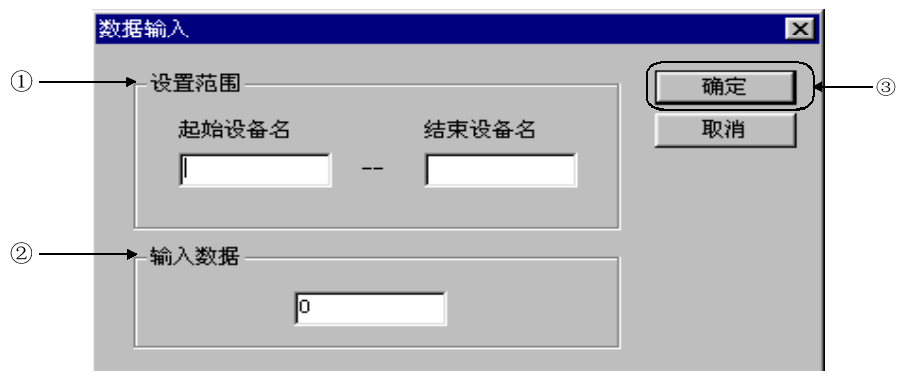 数据输入
① 设置范围 确定 ③
起始设备名 结束设备名 取消
--
② 输入数据
0